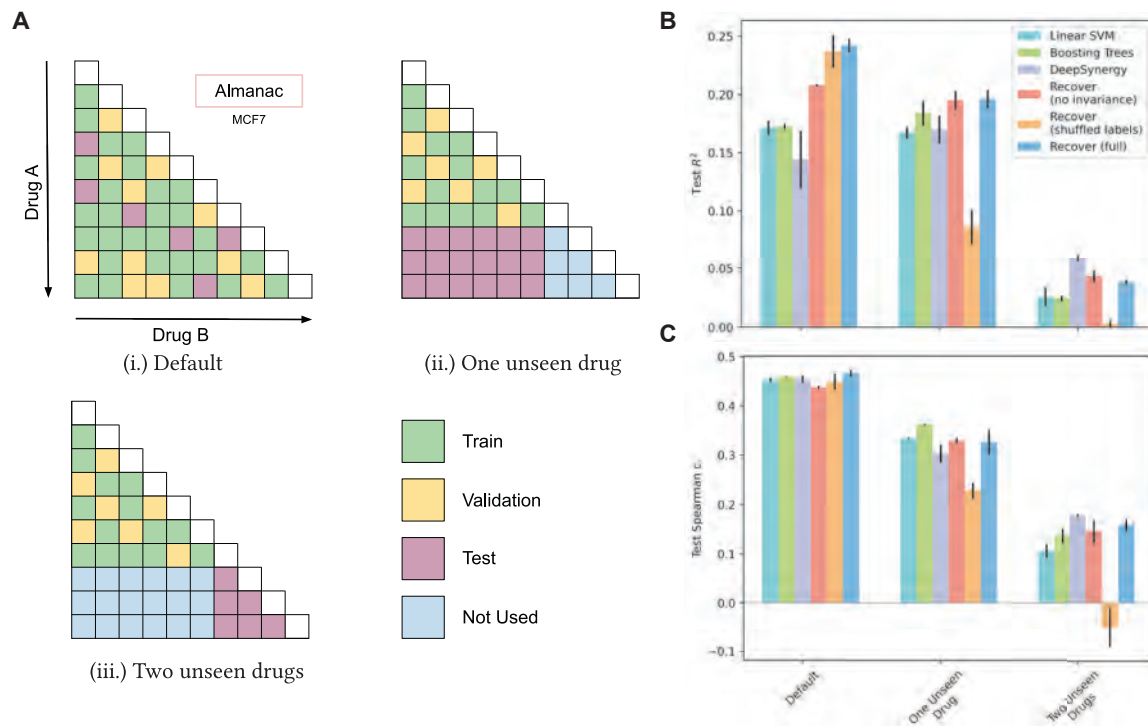 A
Almanac
MCF7
Drug A
Drug B
(i.) Default
(ii.) One unseen drug
(iii.) Two unseen drugs
Train
Validation
Test
Not Used
B
Linear SVM
Boosting Trees
DeepSynergy
Recover
(no invariance)
Recover
(shuffled labels)
Recover (full)
Test R²
0.25
0.20
0.15
0.10
0.05
0.00
C
Test Spearman c.
0.5
0.4
0.3
0.2
0.1
0.0
−0.1
Default
One Unseen
Drug
Two Unseen
Drugs